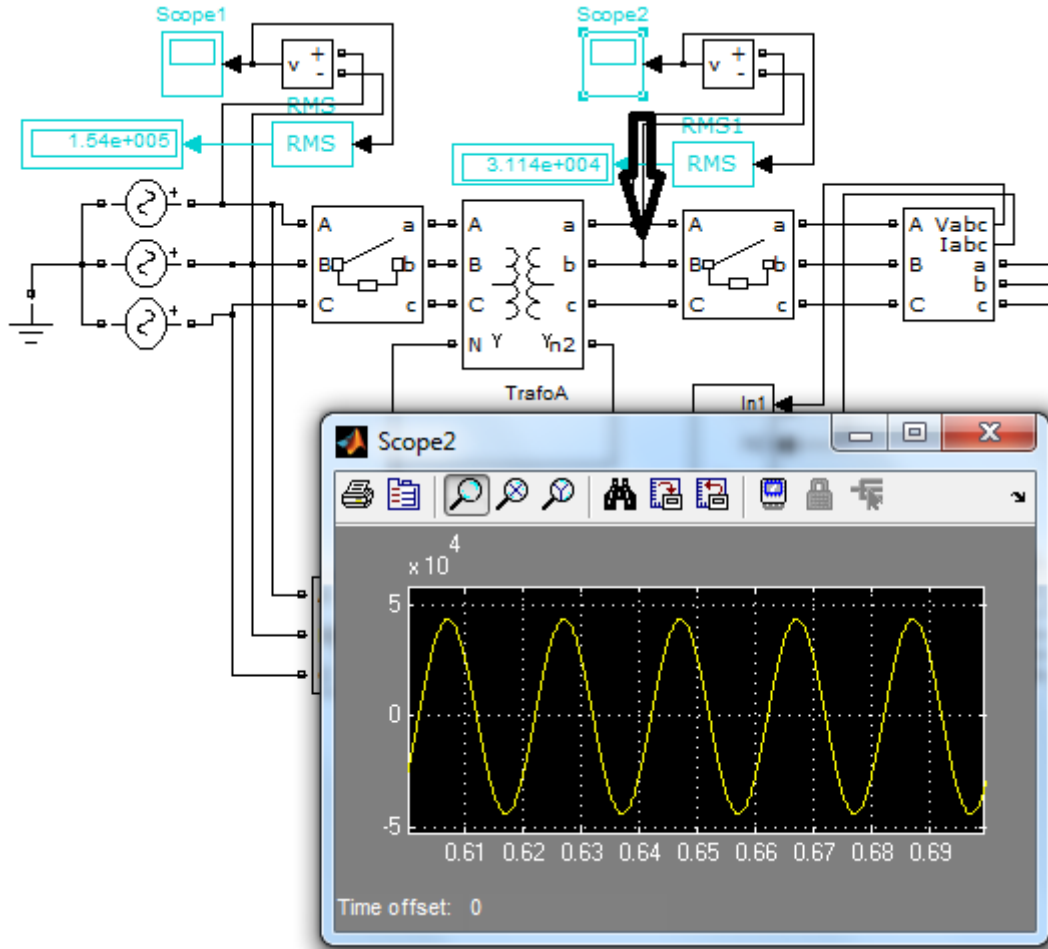 Scope1
Scope2
v
+
-
v
+
-
RMS
RMS1
1.54e+005
RMS
3.114e+004
RMS
+
+
A
a
B
b
C
c
A
a
B
b
C
c
N
Y
Y
n2
A
a
B
b
C
c
A
Vabc
Iabc
B
a
b
C
c
TrafoA
In1
Scope2
x 10
4
5
0
-5
0.61 0.62 0.63 0.64 0.65 0.66 0.67 0.68 0.69
Time offset: 0